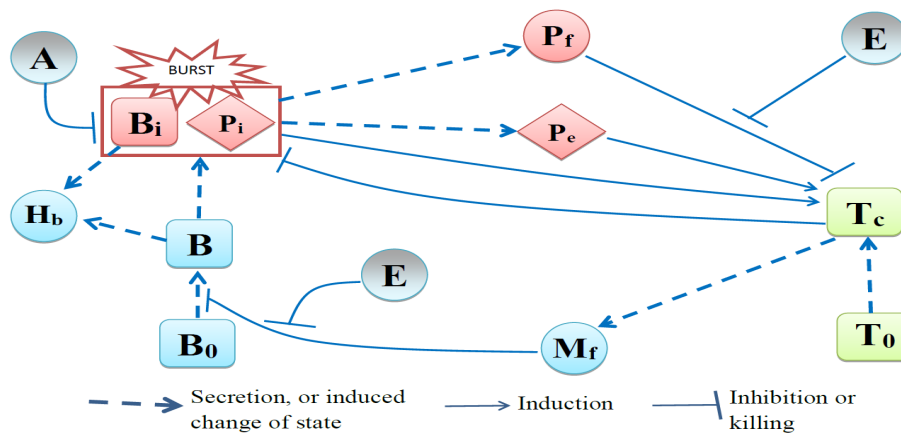 A
BURST
Bi
Pi
Pf
E
Pe
Hb
B
Tc
E
B0
Mf
T0
Secretion, or induced
change of state
Induction
Inhibition or
killing